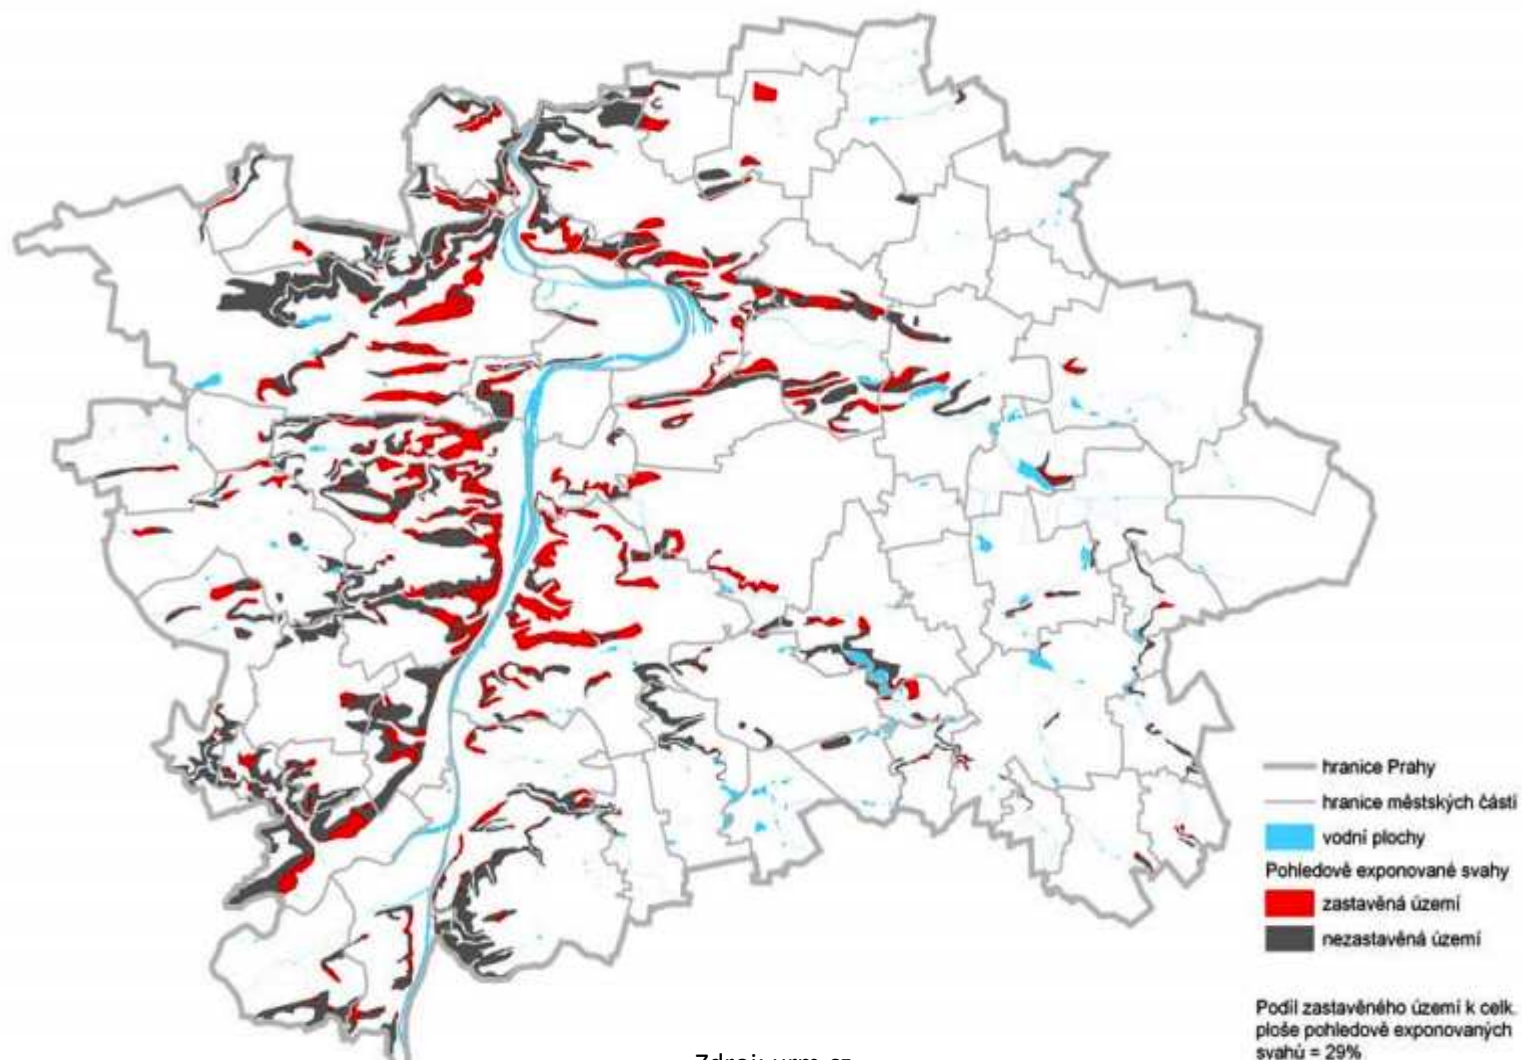 hranice Prahy
hranice městských částí
vodní plochy
Pohledově exponované svahy
zastavěná území
nezastavěná území
Podíl zastavěného území k celk.
ploše pohledově exponovaných
svahů = 29%
Zdroj: urm.cz